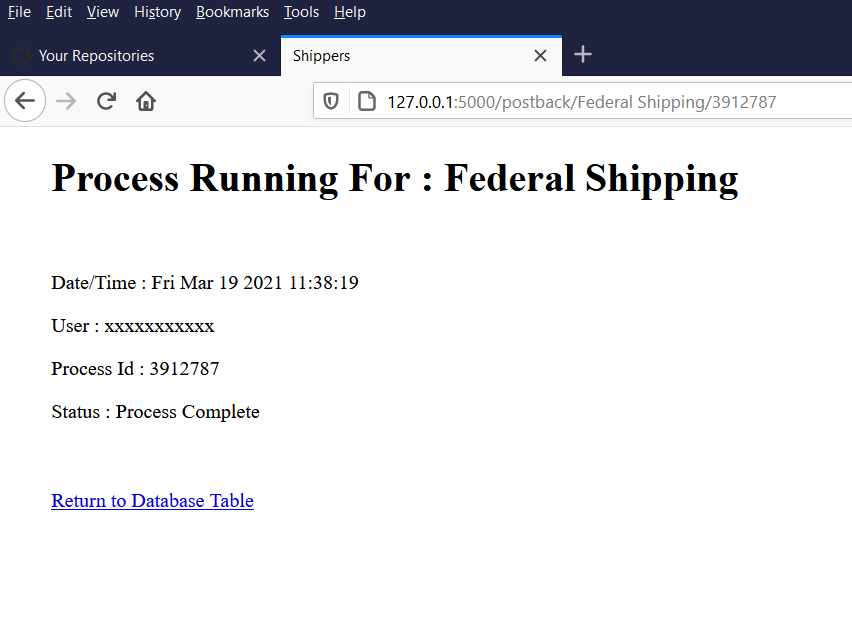 File Edit View History Bookmarks Tools Help
Your Repositories Shippers
127.0.0.1:5000/postback/Federal Shipping/3912787
Process Running For : Federal Shipping
Date/Time : Fri Mar 19 2021 11:38:19
User : xxxxxxxxxxx
Process Id : 3912787
Status : Process Complete
Return to Database Table